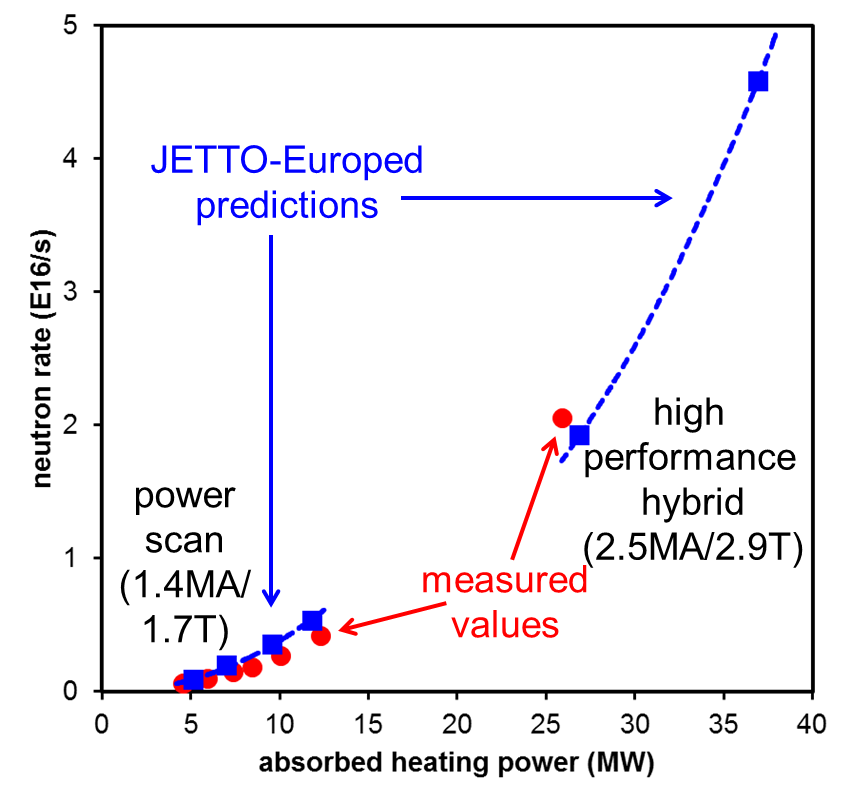 5
4
3
2
1
0
neutron rate (E16/s)
JETTO-Europed
predictions
high
performance
hybrid
(2.5MA/2.9T)
power
scan
(1.4MA/
1.7T)
measured
values
0
5
10
15
20
25
30
35
40
absorbed heating power (MW)